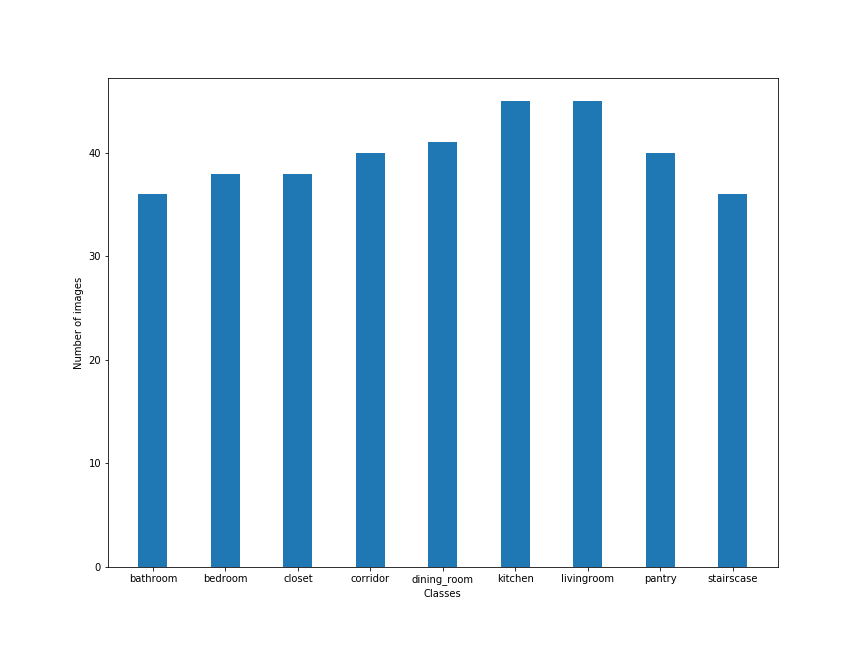 40
30
20
10
0
Number of images
bathroom bedroom closet corridor dining_room kitchen livingroom pantry stairscase
Classes